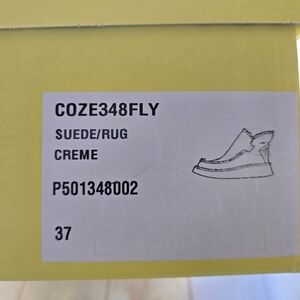 COZE348FLY
SUEDE/RUG
CREME
P501348002
37